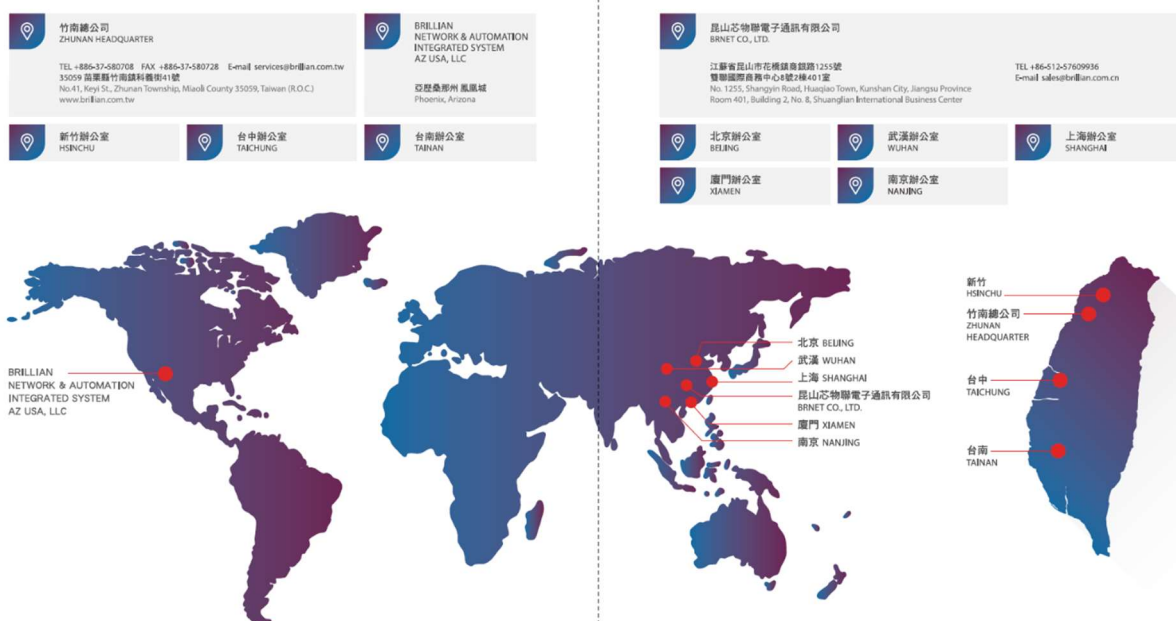 竹南總公司
ZHUNAN HEADQUARTER
TEL +886-37-580708 FAX +886-37-580728 E-mail services@brillian.com.tw
35059 苗栗縣竹南鎮科義街41號
No.41, Keyi St., Zhunan Township, Miaoli County 35059, Taiwan (R.O.C.)
www.brillian.com.tw
BRILLIAN
NETWORK & AUTOMATION
INTEGRATED SYSTEM
AZ USA, LLC
亞歷桑那州 鳳凰城
Phoenix, Arizona
新竹辦公室
HSINCHU
台中辦公室
TAICHUNG
台南辦公室
TAINAN
昆山芯物聯電子通訊有限公司
BRNET CO., LTD.
江蘇省昆山市花橋鎮商銀路1255號
雙聯國際商務中心8號2棟401室
No. 1255, Shangyin Road, Huaqiao Town, Kunshan City, Jiangsu Province
Room 401, Building 2, No. 8, Shuanglian International Business Center
TEL +86-512-57609936
E-mail sales@brillian.com.cn
北京辦公室
BEIJING
武漢辦公室
WUHAN
上海辦公室
SHANGHAI
廈門辦公室
XIAMEN
南京辦公室
NANJING
BRILLIAN
NETWORK & AUTOMATION
INTEGRATED SYSTEM
AZ USA, LLC
北京 BEIJING
武漢 WUHAN
上海 SHANGHAI
昆山芯物聯電子通訊有限公司
BRNET CO., LTD.
廈門 XIAMEN
南京 NANJING
新竹
HSINCHU
竹南總公司
ZHUNAN
HEADQUARTER
台中
TAICHUNG
台南
TAINAN